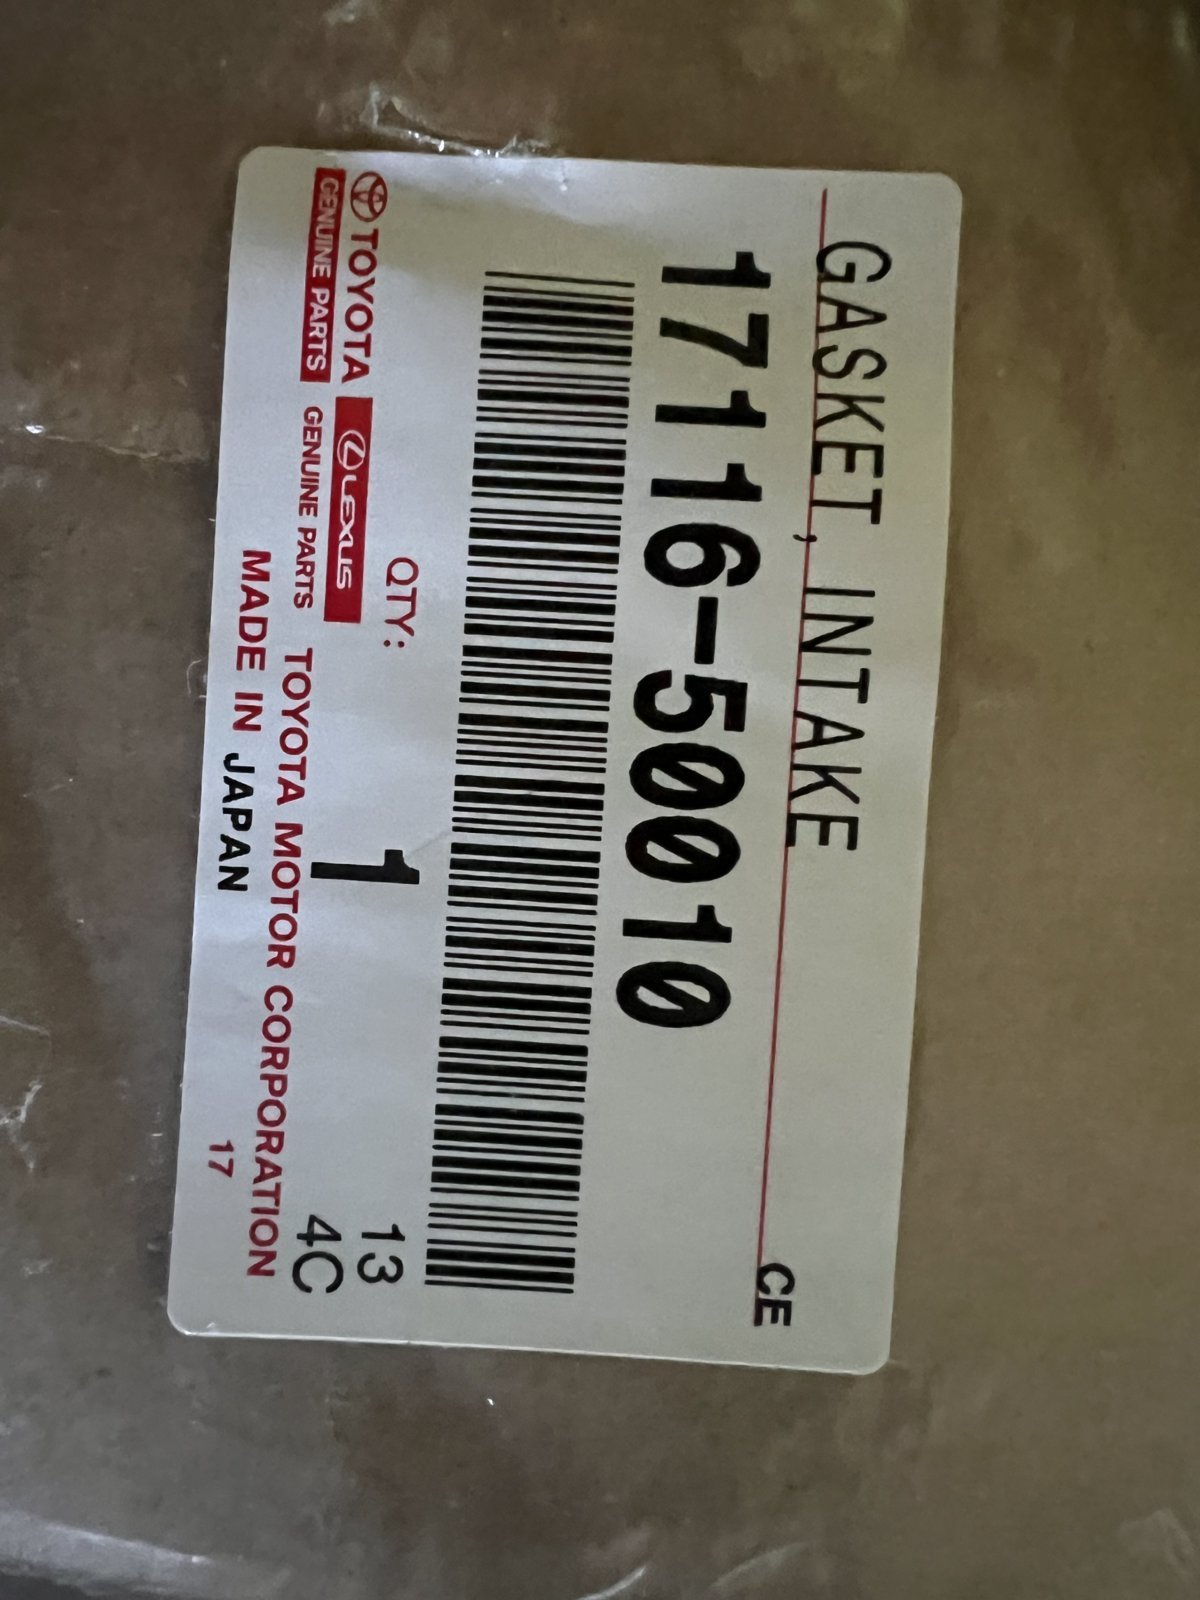 GASKET, INTAKE
CE
17116-50010
QTY:
1
13
4C
TOYOTA
GENUINE PARTS
LEXUS
GENUINE PARTS
TOYOTA MOTOR CORPORATION
MADE IN JAPAN
17